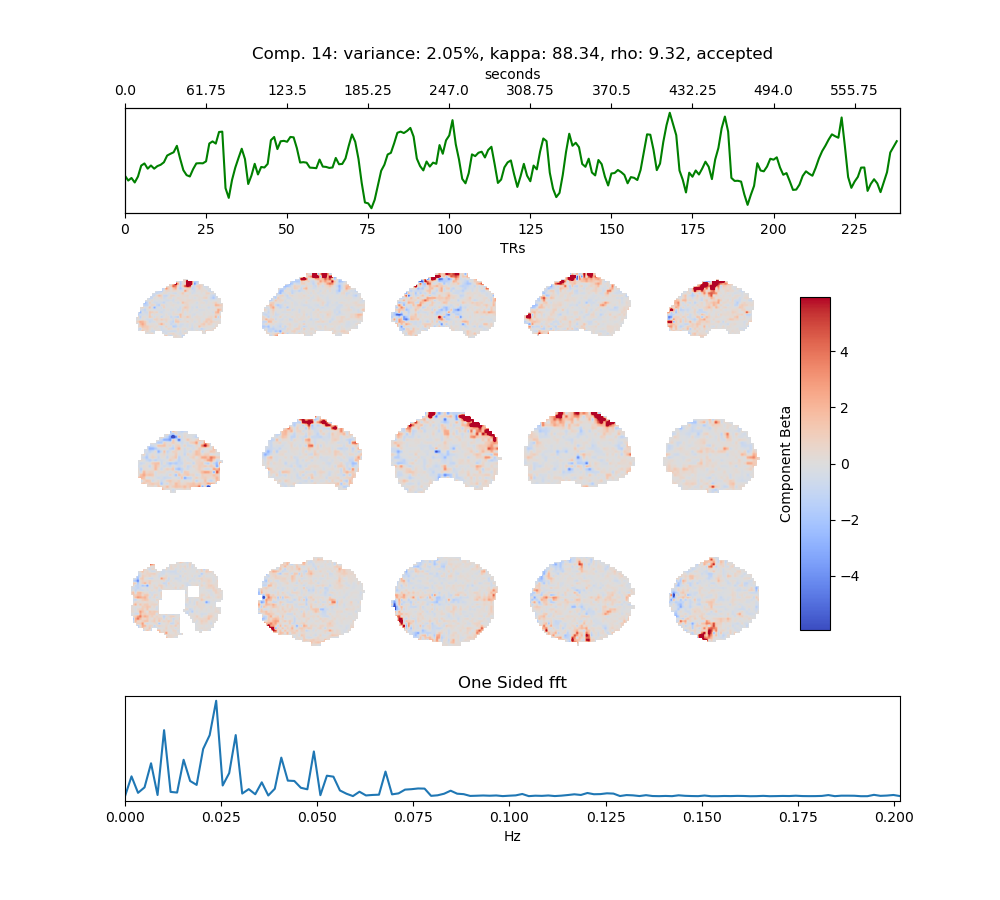 Comp. 14: variance: 2.05%, kappa: 88.34, rho: 9.32, accepted
seconds
0.0 61.75 123.5 185.25 247.0 308.75 370.5 432.25 494.0 555.75
0 25 50 75 100 125 150 175 200 225
TRs
4
2
0
−2
−4
Component Beta
One Sided fft
0.000 0.025 0.050 0.075 0.100 0.125 0.150 0.175 0.200
Hz